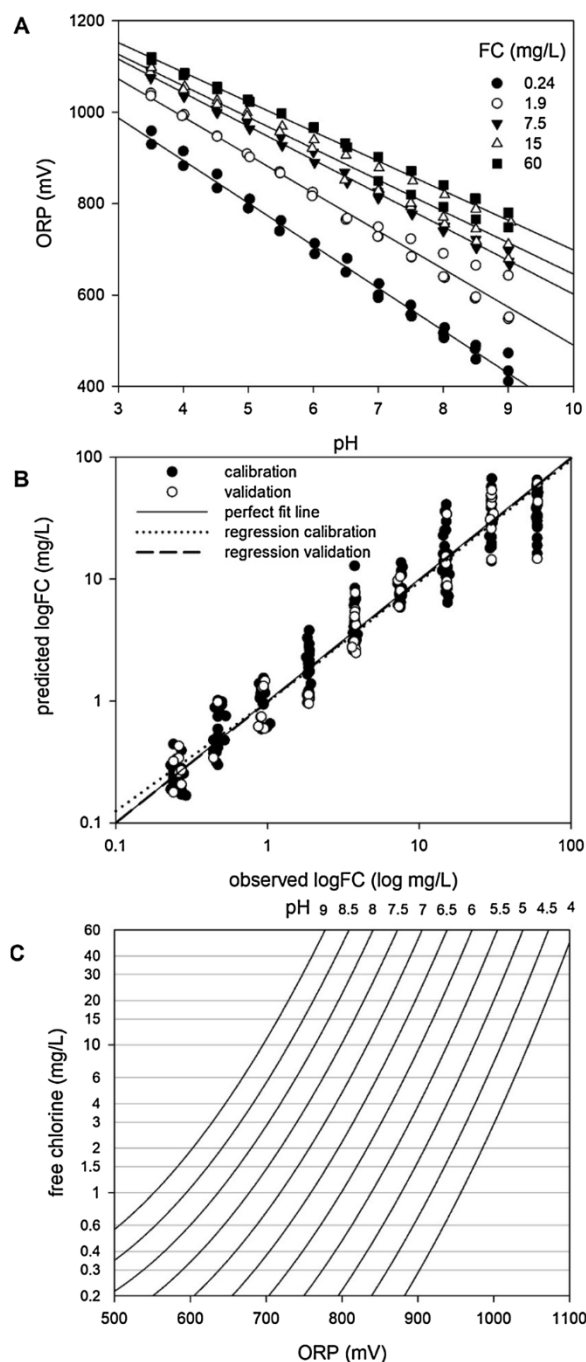 A
1200
1000
800
600
400
ORP (mV)
FC (mg/L)
0.24
1.9
7.5
15
60
3 4 5 6 7 8 9 10
pH
B
100
10
1
0.1
predicted logFC (mg/L)
calibration
validation
perfect fit line
regression calibration
regression validation
0.1 1 10 100
observed logFC (log mg/L)
pH 9 8.5 8 7.5 7 6.5 6 5.5 5 4.5 4
C
60
40
30
20
15
10
6
4
3
2
1.5
1
0.6
0.4
0.3
0.2
free chlorine (mg/L)
500 600 700 800 900 1000 1100
ORP (mV)